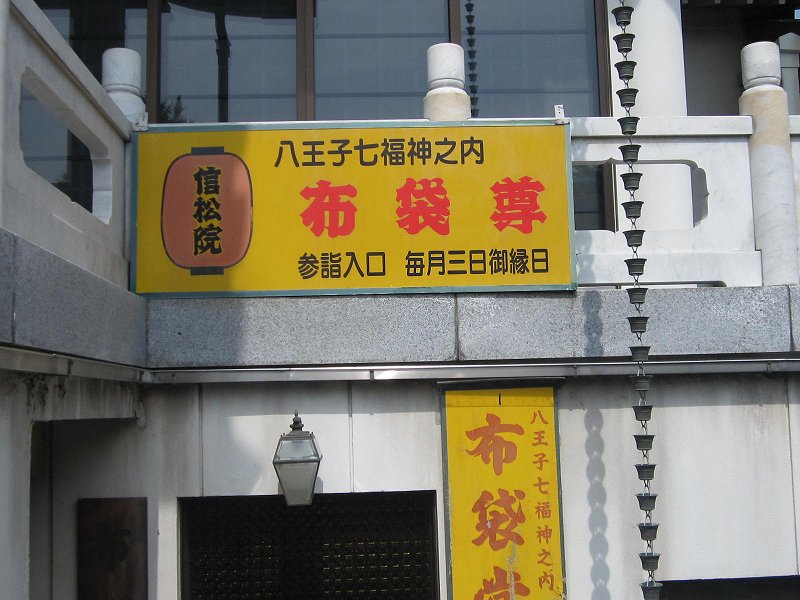 八王子七福神之内
信松院
布袋尊
参詣入口 毎月三日御縁日
八王子七福神之内
布袋堂